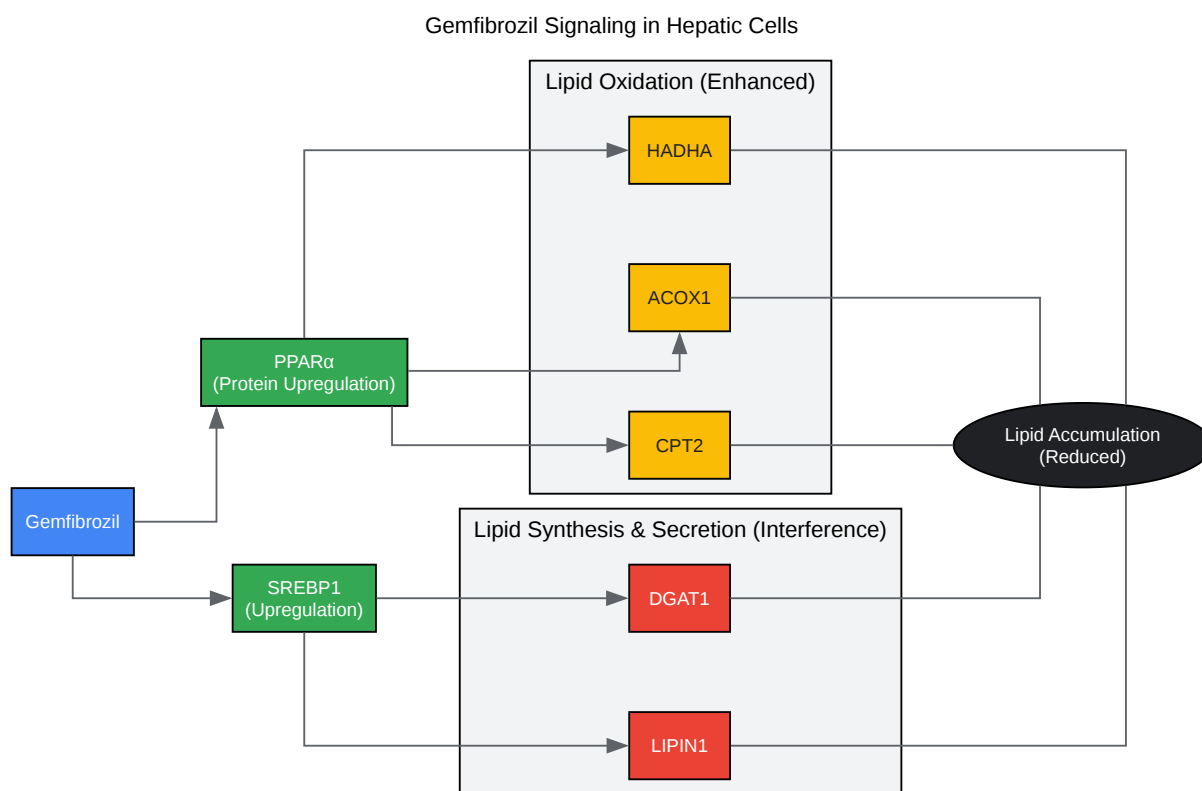 Gemfibrozil Signaling in Hepatic Cells
Lipid Oxidation (Enhanced)
HADHA
ACOX1
PPARα
(Protein Upregulation)
CPT2
Lipid Accumulation
(Reduced)
Gemfibrozil
Lipid Synthesis & Secretion (Interference)
SREBP1
(Upregulation)
DGAT1
LIPIN1